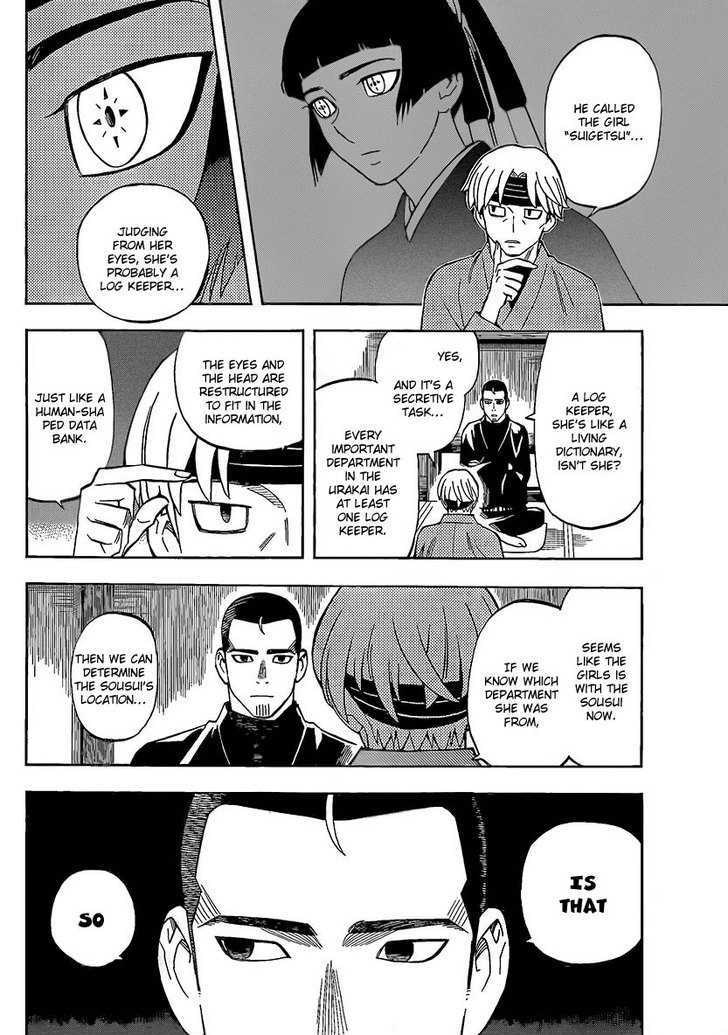 HE CALLED
THE GIRL
"SUIGETSU"...
JUDGING
FROM HER
EYES, SHE'S
PROBABLY A
LOG KEEPER...
A LOG
KEEPER,
SHE'S LIKE A
LIVING
DICTIONARY,
ISN'T SHE?
YES,
AND IT'S A
SECRETIVE
TASK...
EVERY
IMPORTANT
DEPARTMENT
IN THE
URAKAI HAS
AT LEAST
ONE LOG
KEEPER.
THE EYES AND
THE HEAD ARE
RESTRUCTURED
TO FIT IN THE
INFORMATION,
JUST LIKE A
HUMAN-SHA
PED DATA
BANK.
SEEMS
LIKE THE
GIRLS IS
WITH THE
SOUSUI
NOW.
IF WE
KNOW WHICH
DEPARTMENT
SHE WAS
FROM,
THEN WE CAN
DETERMINE
THE SOUSUI'S
LOCATION...
IS
THAT
SO